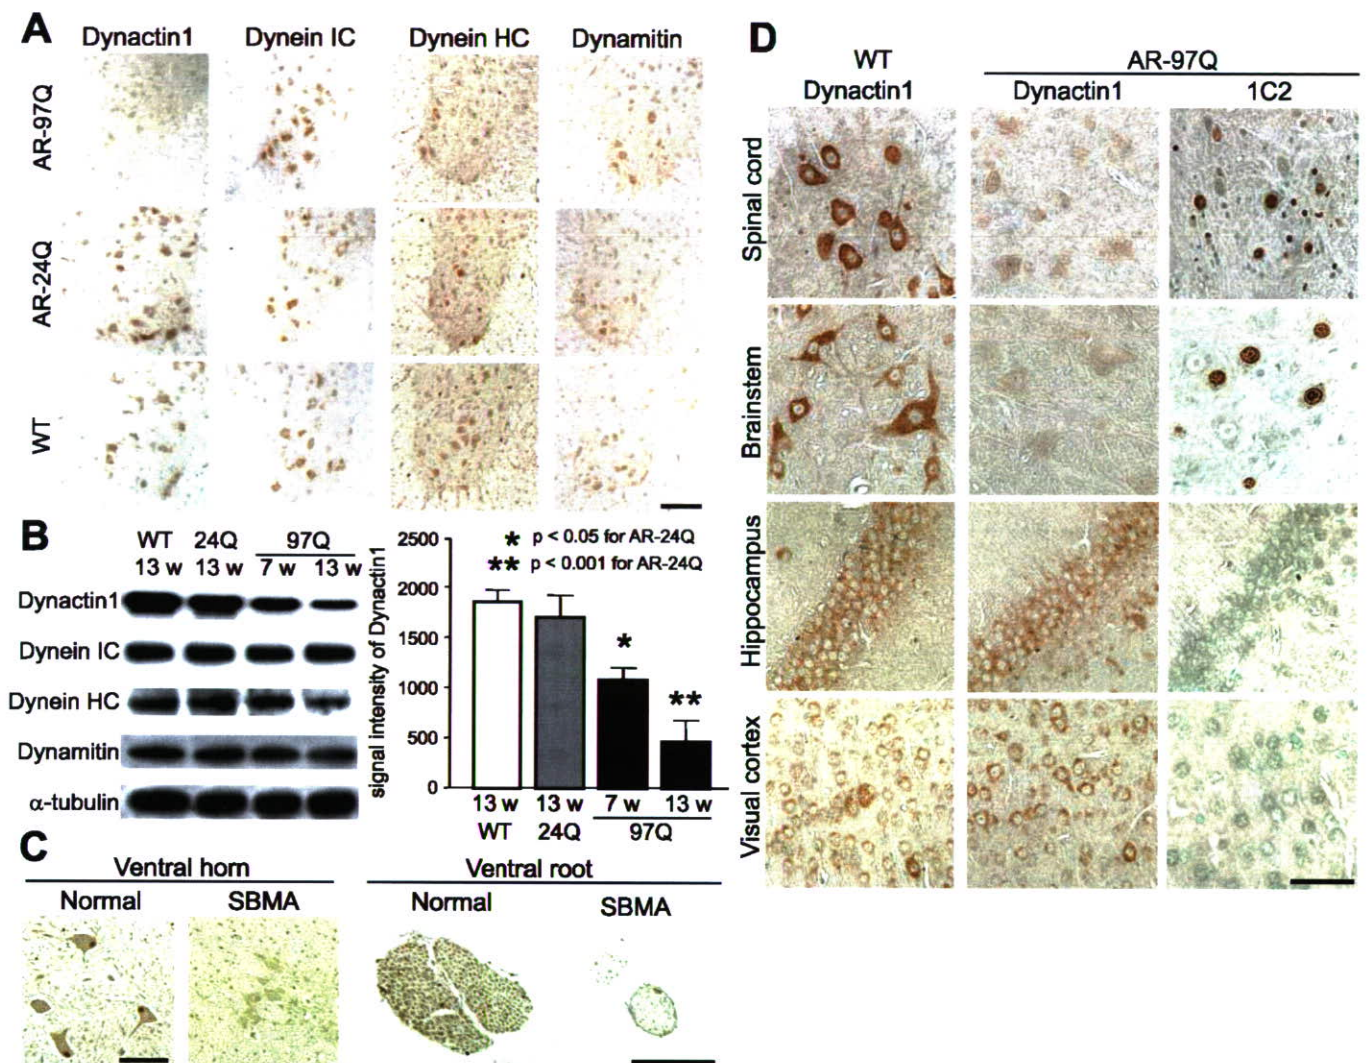 A
Dynactin1 Dynein IC Dynein HC Dynamitin
AR-97Q
AR-24Q
WT
B
WT 24Q 97Q
13 w 13 w 7 w 13 w
Dynactin1
Dynein IC
Dynein HC
Dynamitin
α-tubulin
signal intensity of Dynactin1
2500
2000
1500
1000
500
0
* p < 0.05 for AR-24Q
** p < 0.001 for AR-24Q
*
**
13 w 13 w 7 w 13 w
WT 24Q 97Q
C
Ventral horn Ventral root
Normal SBMA Normal SBMA
D
WT AR-97Q
Dynactin1 Dynactin1 1C2
Spinal cord
Brainstem
Hippocampus
Visual cortex